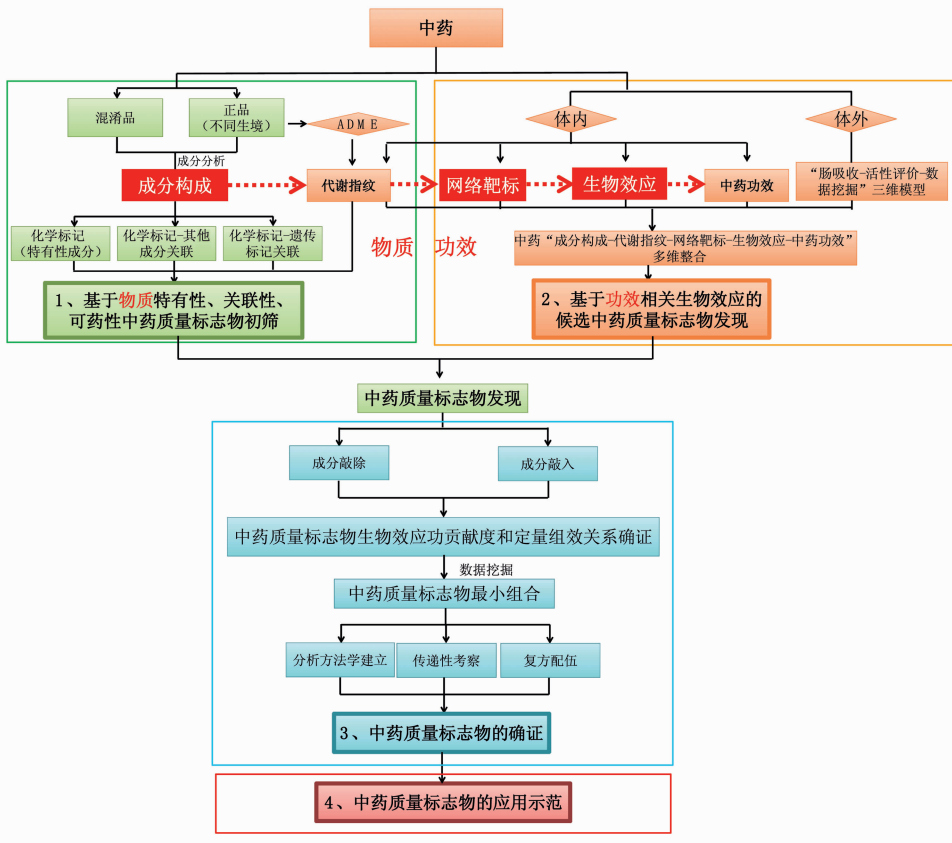 中药
混淆品
正品
（不同生境）
ADME
成分分析
成分构成
代谢指纹
化学标记
（特有性成分）
化学标记-其他
成分关联
化学标记-遗传
标记关联
物质
1、基于物质特有性、关联性、
可药性中药质量标志物初筛
体内
体外
网络靶标
生物效应
中药功效
“肠吸收-活性评价-数
据挖掘”三维模型
功效
中药“成分构成-代谢指纹-网络靶标-生物效应-中药功效”
多维整合
2、基于功效相关生物效应的
候选中药质量标志物发现
中药质量标志物发现
成分敲除
成分敲入
中药质量标志物生物效应功贡献度和定量组效关系确证
数据挖掘
中药质量标志物最小组合
分析方法学建立
传递性考察
复方配伍
3、中药质量标志物的确证
4、中药质量标志物的应用示范